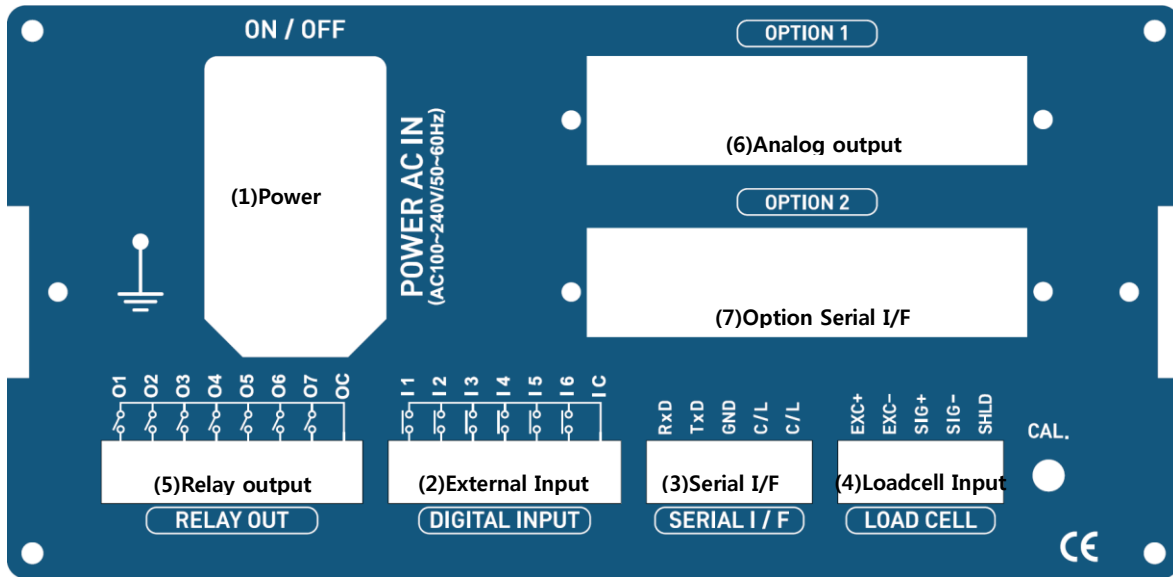 ON / OFF
OPTION 1
(1)Power
POWER AC IN
(AC100~240V/50~60Hz)
(6)Analog output
OPTION 2
(7)Option Serial I/F
O1 O2 O3 O4 O5 O6 O7 OC
I1 I2 I3 I4 I5 I6 IC
RxD TxD GND C/L C/L
EXC+ EXC- SIG+ SIG- SHLD
CAL.
(5)Relay output
(2)External Input
(3)Serial I/F
(4)Loadcell Input
RELAY OUT
DIGITAL INPUT
SERIAL I / F
LOAD CELL
CE